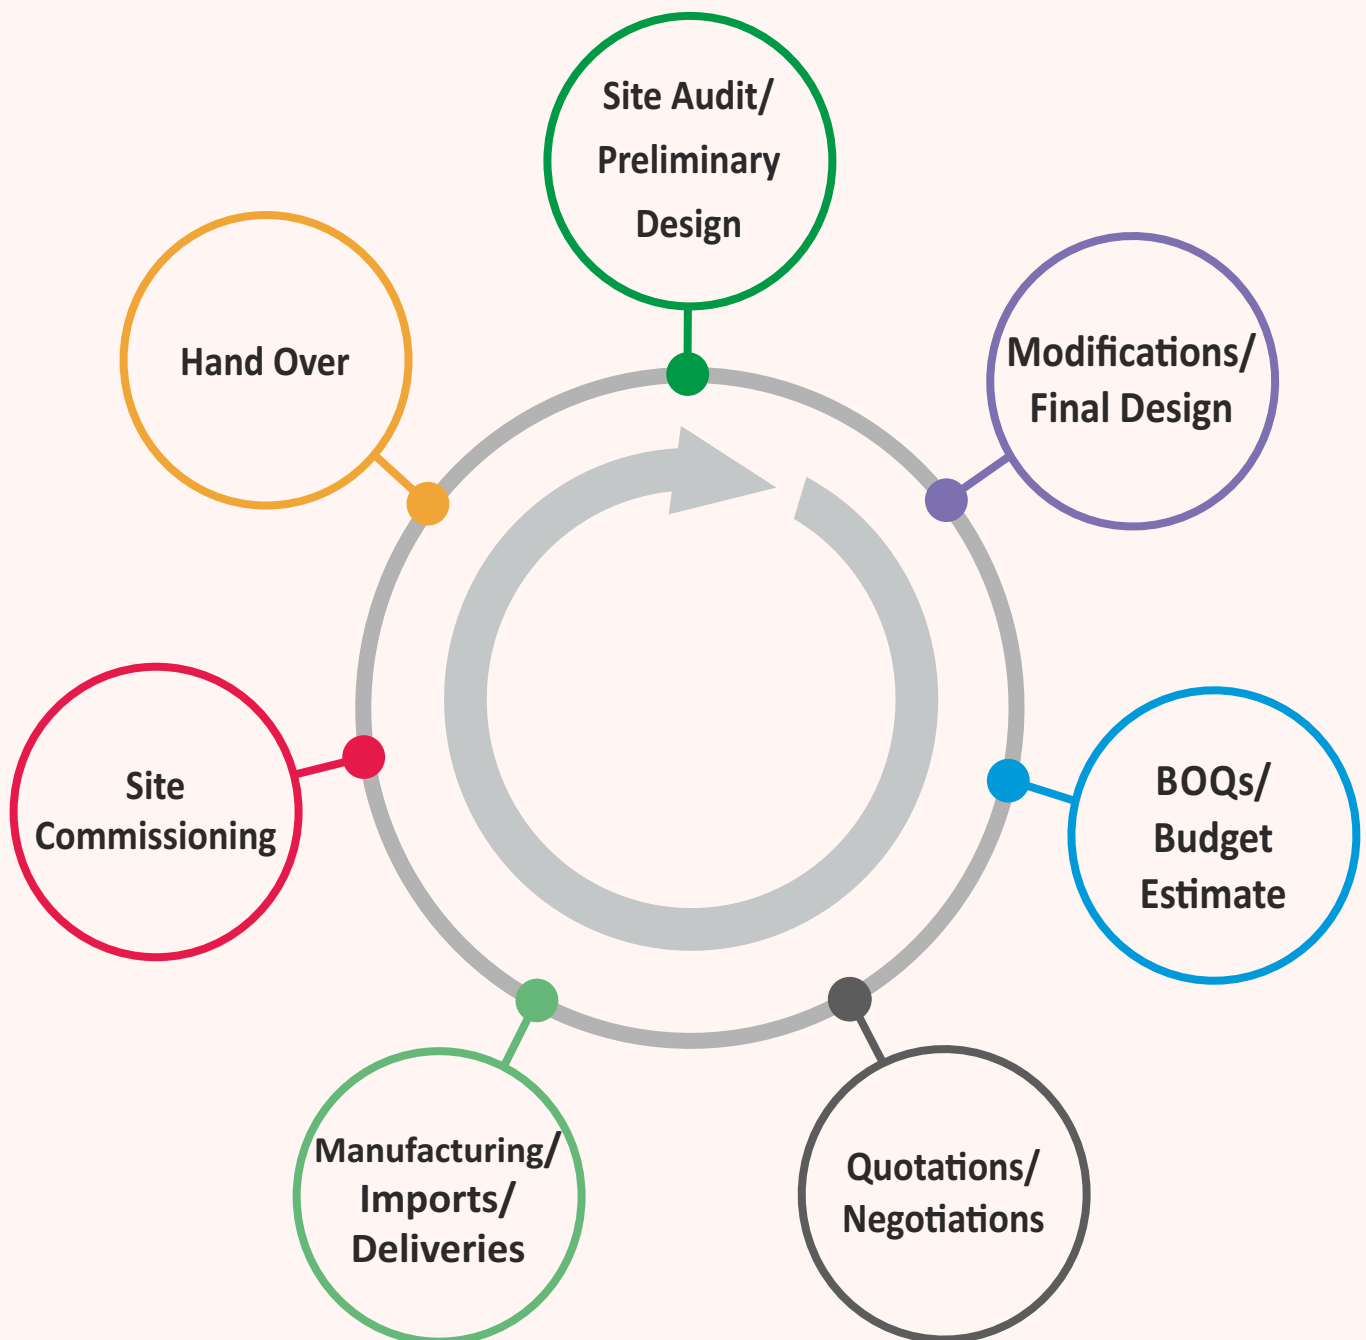 Site Audit/
Preliminary
Design
Modifications/
Final Design
BOQs/
Budget
Estimate
Quotations/
Negotiations
Manufacturing/
Imports/
Deliveries
Site
Commissioning
Hand Over